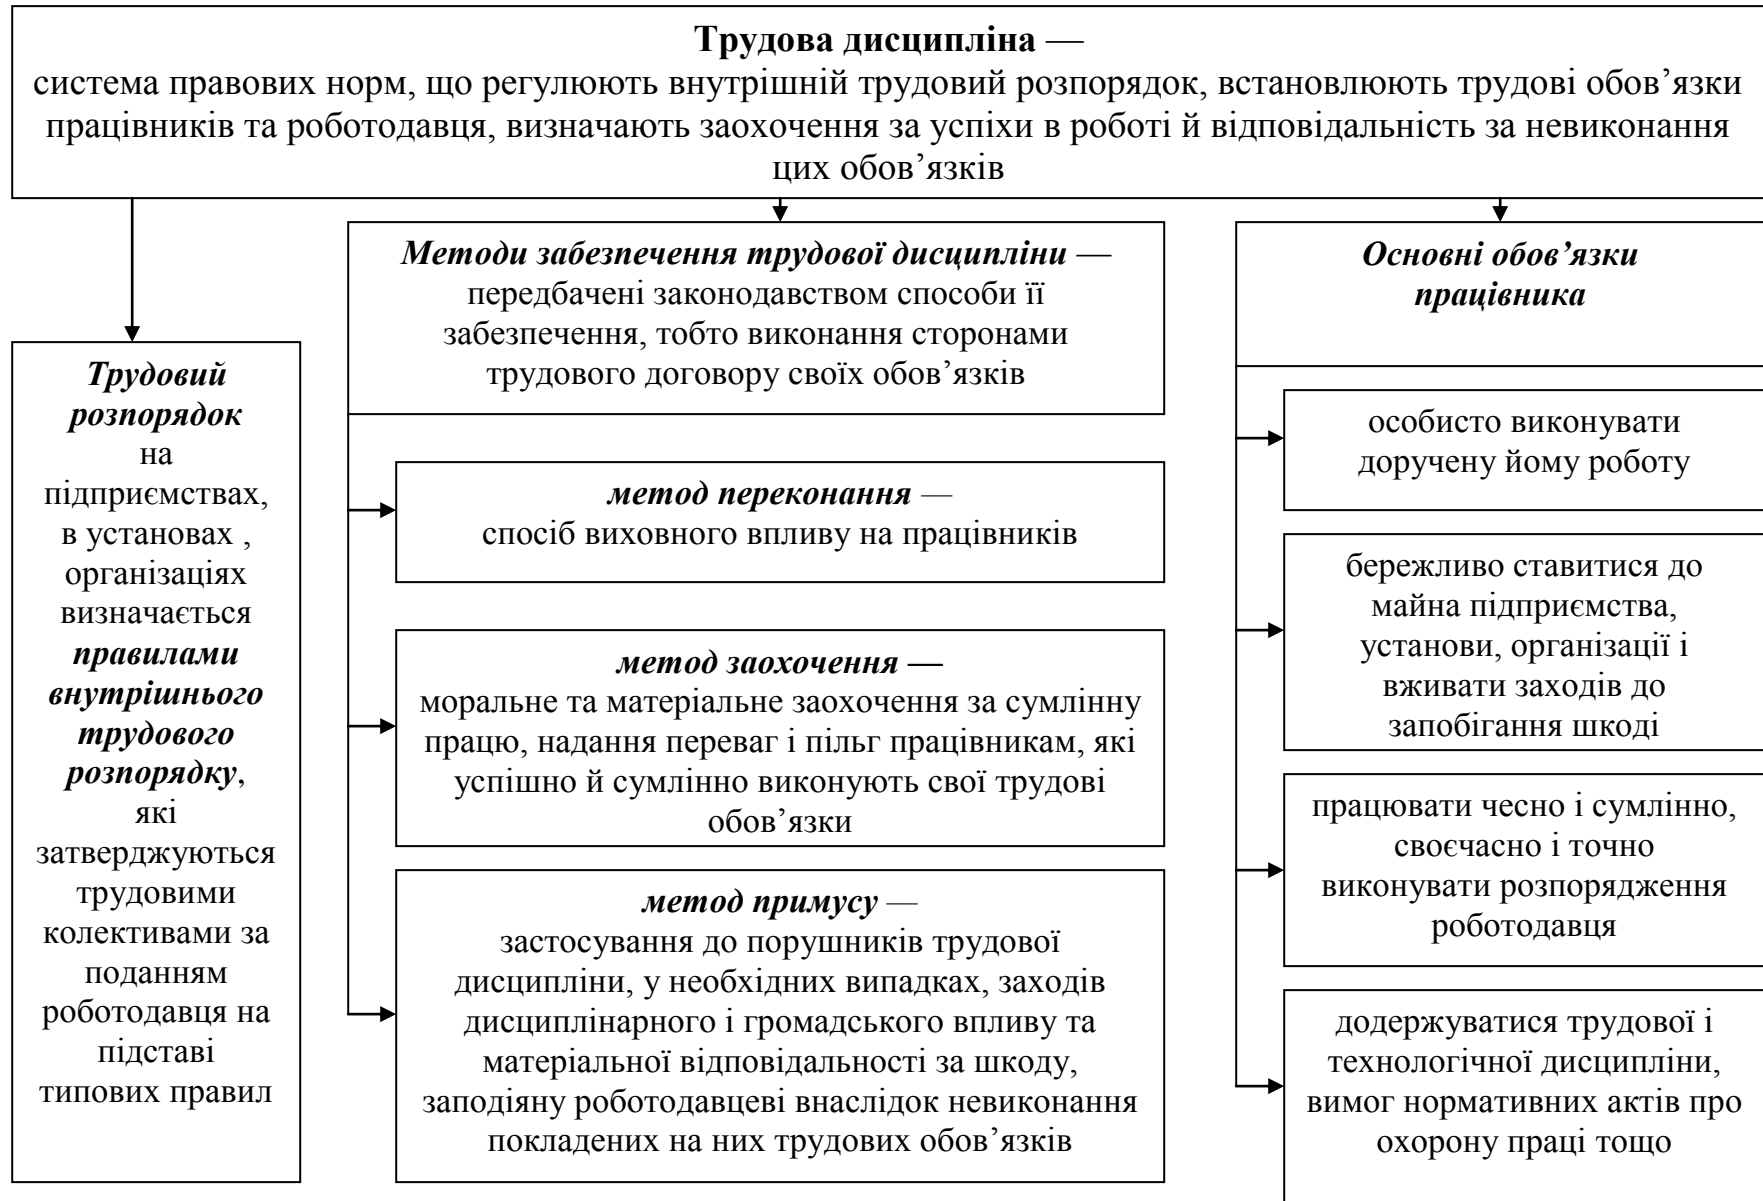 Трудова дисципліна —
система правових норм, що регулюють внутрішній трудовий розпорядок, встановлюють трудові обов’язки
працівників та роботодавця, визначають заохочення за успіхи в роботі й відповідальність за невиконання
цих обов’язків
Трудовий
розпорядок
на
підприємствах,
в установах ,
організаціях
визначається
правилами
внутрішнього
трудового
розпорядку,
які
затверджуються
трудовими
колективами за
поданням
роботодавця на
підставі
типових правил
Методи забезпечення трудової дисципліни —
передбачені законодавством способи її
забезпечення, тобто виконання сторонами
трудового договору своїх обов’язків
метод переконання —
спосіб виховного впливу на працівників
метод заохочення —
моральне та матеріальне заохочення за сумлінну
працю, надання переваг і пільг працівникам, які
успішно й сумлінно виконують свої трудові
обов’язки
метод примусу —
застосування до порушників трудової
дисципліни, у необхідних випадках, заходів
дисциплінарного і громадського впливу та
матеріальної відповідальності за шкоду,
заподіяну роботодавцеві внаслідок невиконання
покладених на них трудових обов’язків
Основні обов’язки
працівника
особисто виконувати
доручену йому роботу
бережливо ставитися до
майна підприємства,
установи, організації і
вживати заходів до
запобігання шкоді
працювати чесно і сумлінно,
своєчасно і точно
виконувати розпорядження
роботодавця
додержуватися трудової і
технологічної дисципліни,
вимог нормативних актів про
охорону праці тощо